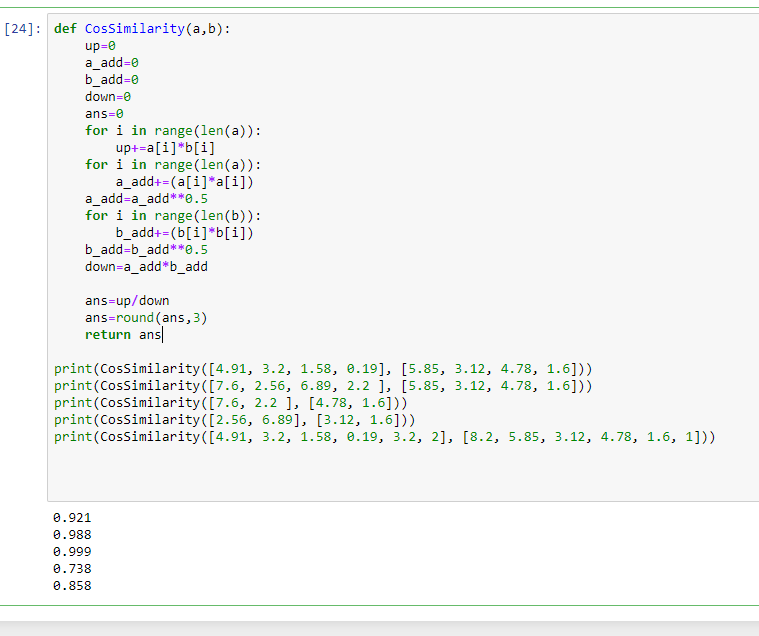 [24]: def CosSimilarity(a,b):
    up=0
    a_add=0
    b_add=0
    down=0
    ans=0
    for i in range(len(a)):
        up+=a[i]*b[i]
    for i in range(len(a)):
        a_add+=(a[i]*a[i])
    a_add=a_add**0.5
    for i in range(len(b)):
        b_add+=(b[i]*b[i])
    b_add=b_add**0.5
    down=a_add*b_add
    ans=up/down
    ans=round(ans,3)
    return ans
print(CosSimilarity([4.91, 3.2, 1.58, 0.19], [5.85, 3.12, 4.78, 1.6]))
print(CosSimilarity([7.6, 2.56, 6.89, 2.2 ], [5.85, 3.12, 4.78, 1.6]))
print(CosSimilarity([7.6, 2.2 ], [4.78, 1.6]))
print(CosSimilarity([2.56, 6.89], [3.12, 1.6]))
print(CosSimilarity([4.91, 3.2, 1.58, 0.19, 3.2, 2], [8.2, 5.85, 3.12, 4.78, 1.6, 1]))
0.921
0.988
0.999
0.738
0.858